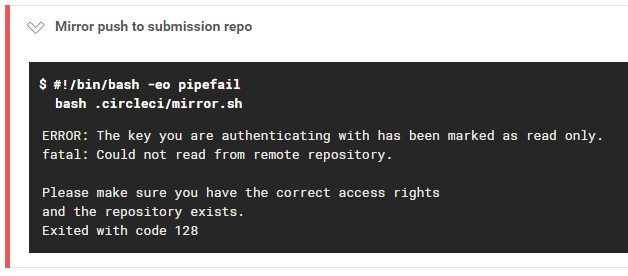 Mirror push to submission repo
$ #!/bin/bash -eo pipefail
bash .circleci/mirror.sh
ERROR: The key you are authenticating with has been marked as read only.
fatal: Could not read from remote repository.
Please make sure you have the correct access rights
and the repository exists.
Exited with code 128